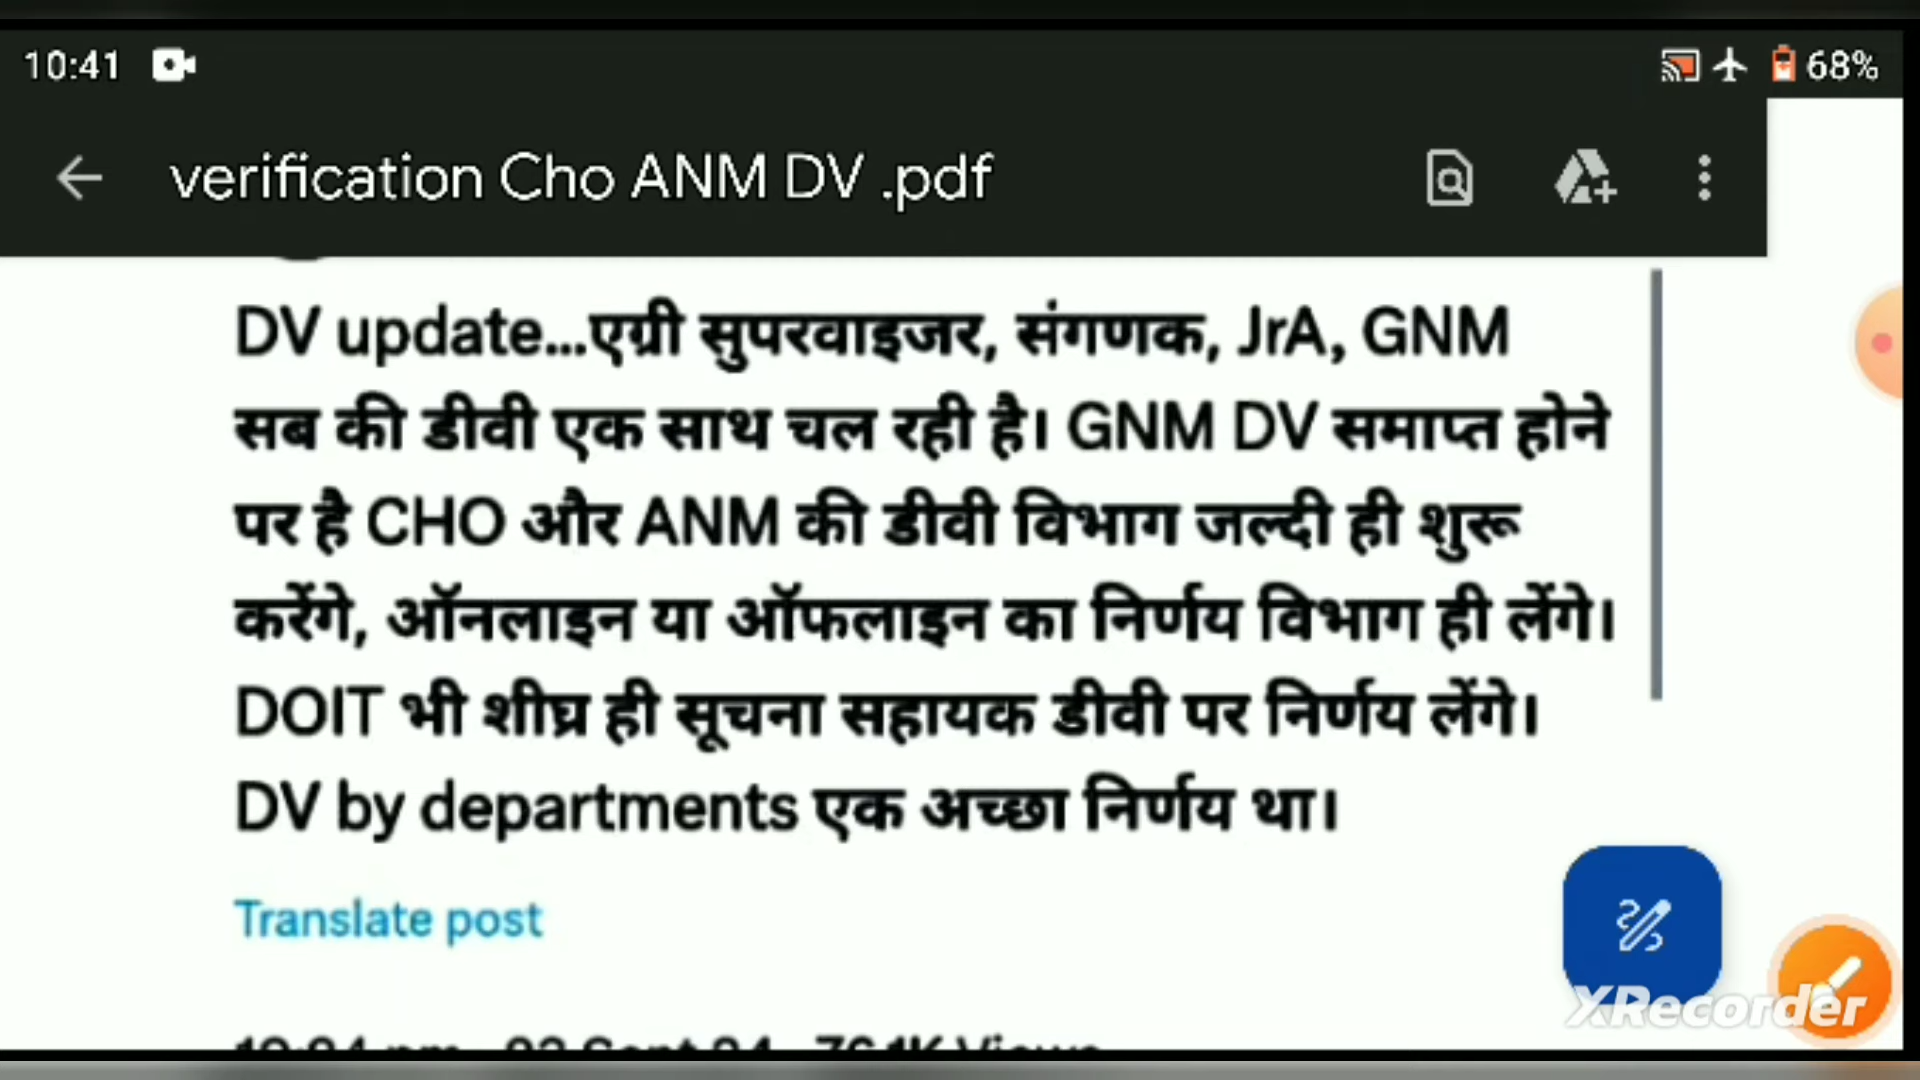 10:41
68%
verification Cho ANM DV .pdf
DV update...एग्री सुपरवाइजर, संगणक, JrA, GNM
सब की डीवी एक साथ चल रही है। GNM DV समाप्त होने
पर है CHO और ANM की डीवी विभाग जल्दी ही शुरू
करेंगे, ऑनलाइन या ऑफलाइन का निर्णय विभाग ही लेंगे।
DOIT भी शीघ्र ही सूचना सहायक डीवी पर निर्णय लेंगे।
DV by departments एक अच्छा निर्णय था।
Translate post
XRecorder